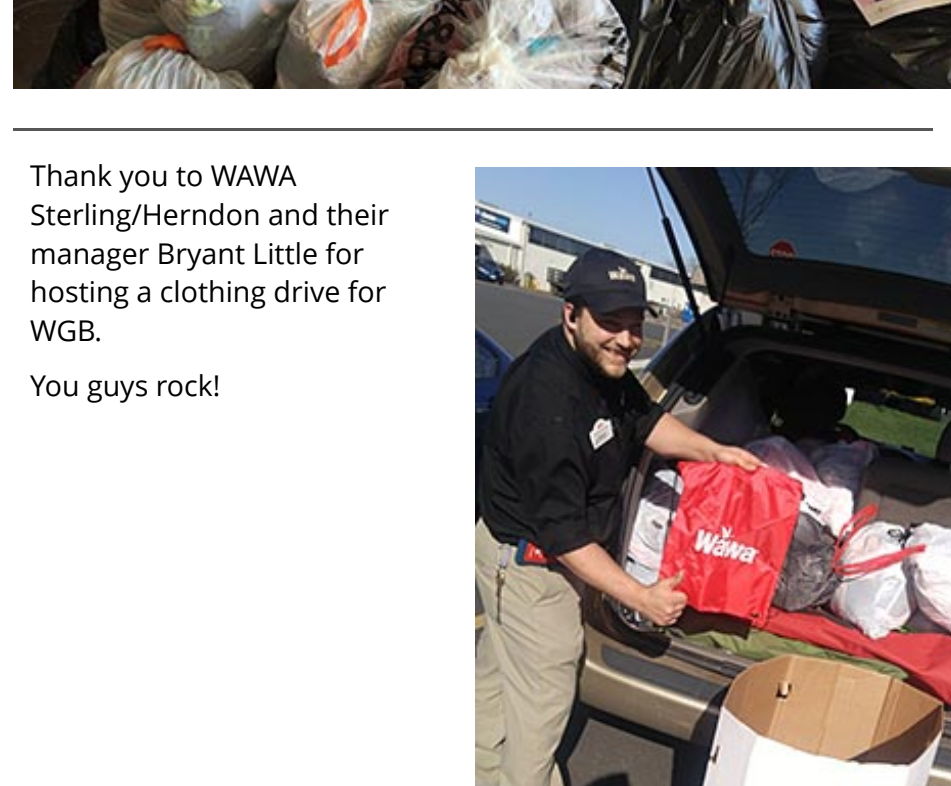 Thank you to WAWA
Sterling/Herndon and their
manager Bryant Little for
hosting a clothing drive for
WGB.
You guys rock!
Wawa